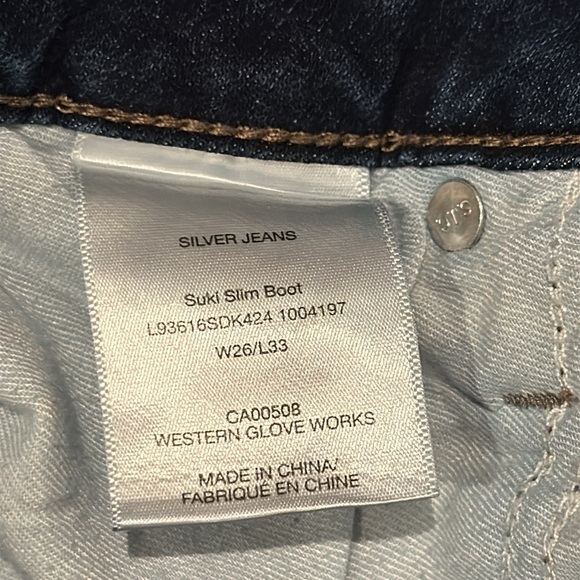 SILVER JEANS
Suki Slim Boot
L93616SDK424 1004197
W26/L33
CA00508
WESTERN GLOVE WORKS
MADE IN CHINA/
FABRIQUÉ EN CHINE